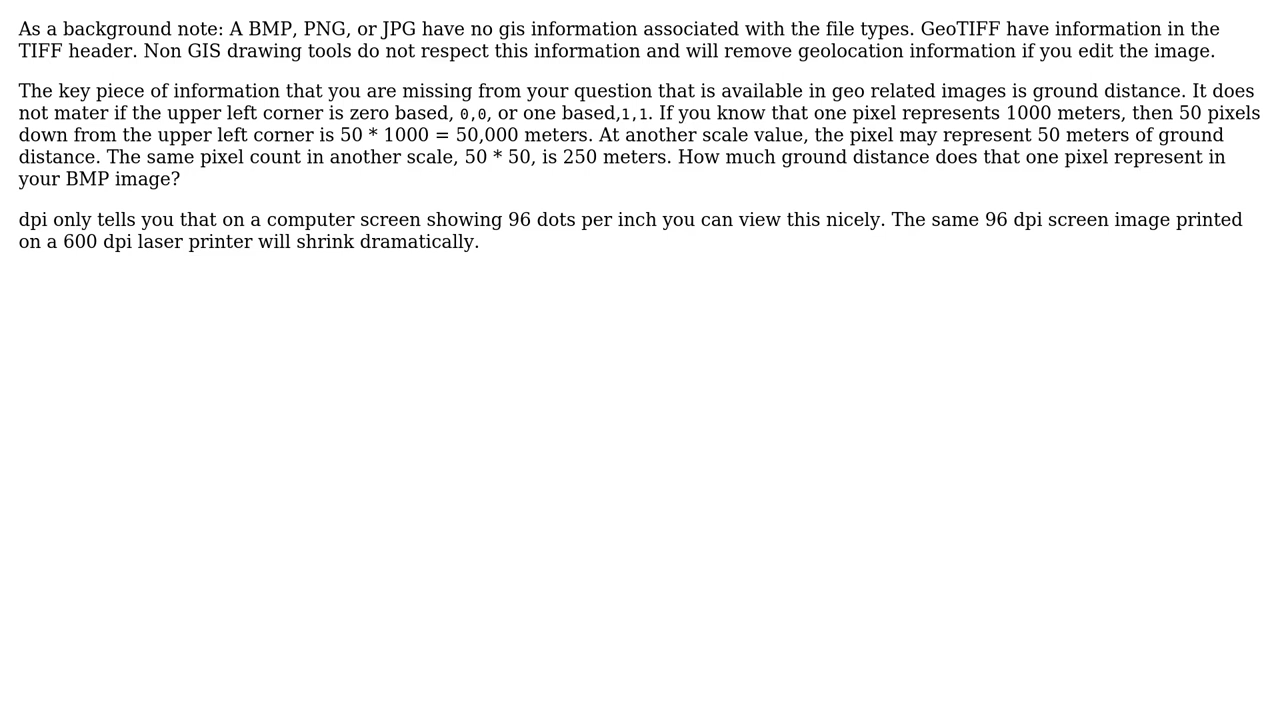 As a background note: A BMP, PNG, or JPG have no gis information associated with the file types. GeoTIFF have information in the
TIFF header. Non GIS drawing tools do not respect this information and will remove geolocation information if you edit the image.
The key piece of information that you are missing from your question that is available in geo related images is ground distance. It does
not mater if the upper left corner is zero based, 0,0, or one based,1,1. If you know that one pixel represents 1000 meters, then 50 pixels
down from the upper left corner is 50 * 1000 = 50,000 meters. At another scale value, the pixel may represent 50 meters of ground
distance. The same pixel count in another scale, 50 * 50, is 250 meters. How much ground distance does that one pixel represent in
your BMP image?
dpi only tells you that on a computer screen showing 96 dots per inch you can view this nicely. The same 96 dpi screen image printed
on a 600 dpi laser printer will shrink dramatically.